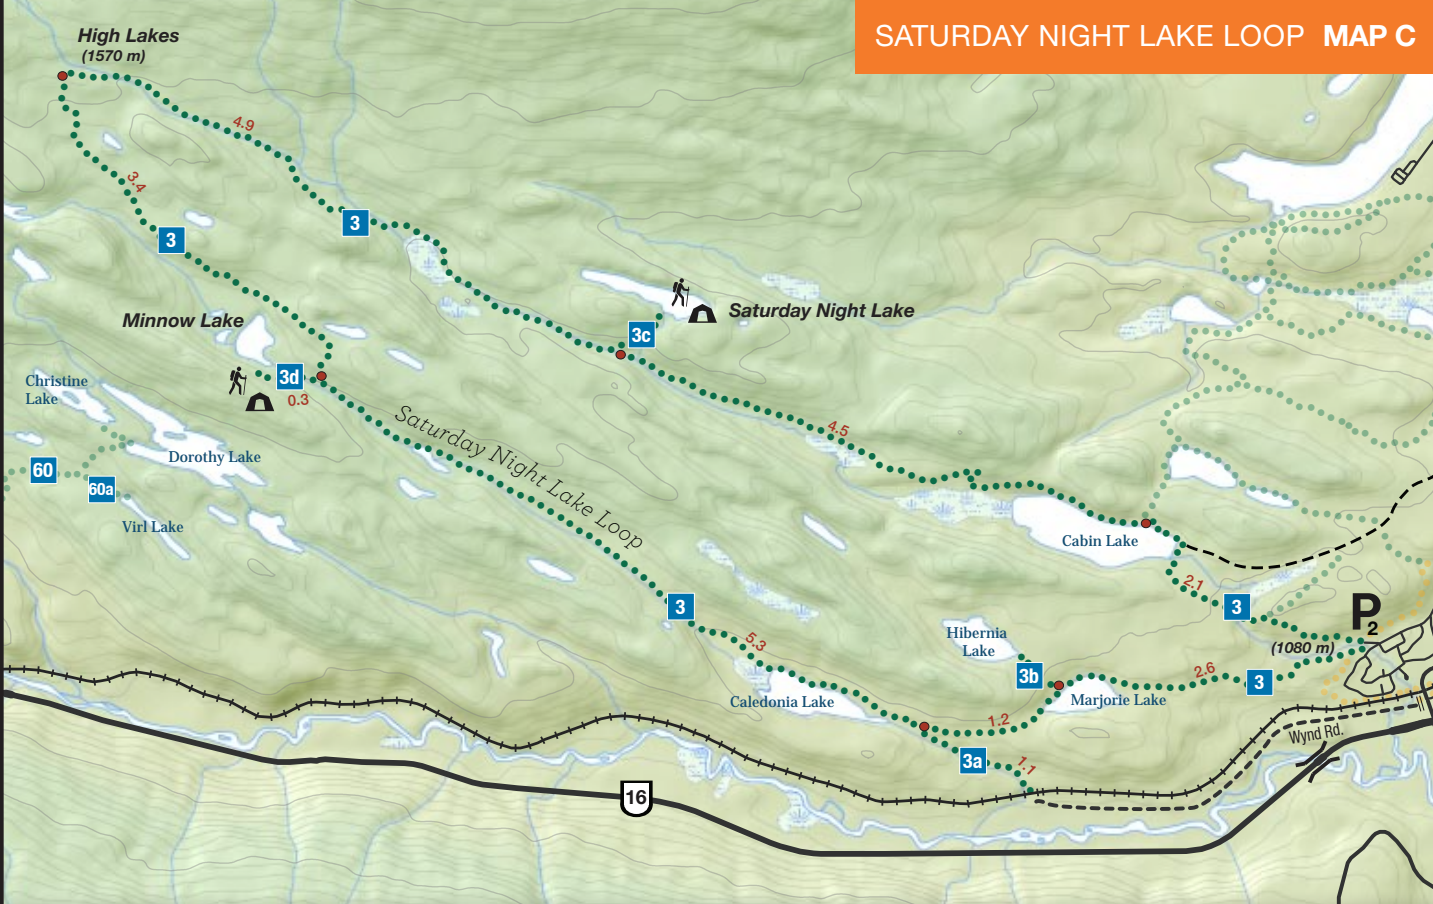 SATURDAY NIGHT LAKE LOOP MAP C
High Lakes
(1570 m)
4.9
3.4
3
3
Minnow Lake
3c
Saturday Night Lake
3d
0.3
Christine
Lake
Saturday Night Lake Loop
4.5
Dorothy Lake
60
60a
Virl Lake
Cabin Lake
2.1
3
3
P2
5.3
Hibernia
Lake
(1080 m)
3b
2.6
3
Caledonia Lake
Marjorie Lake
1.2
Wynd Rd.
3a
1.1
16